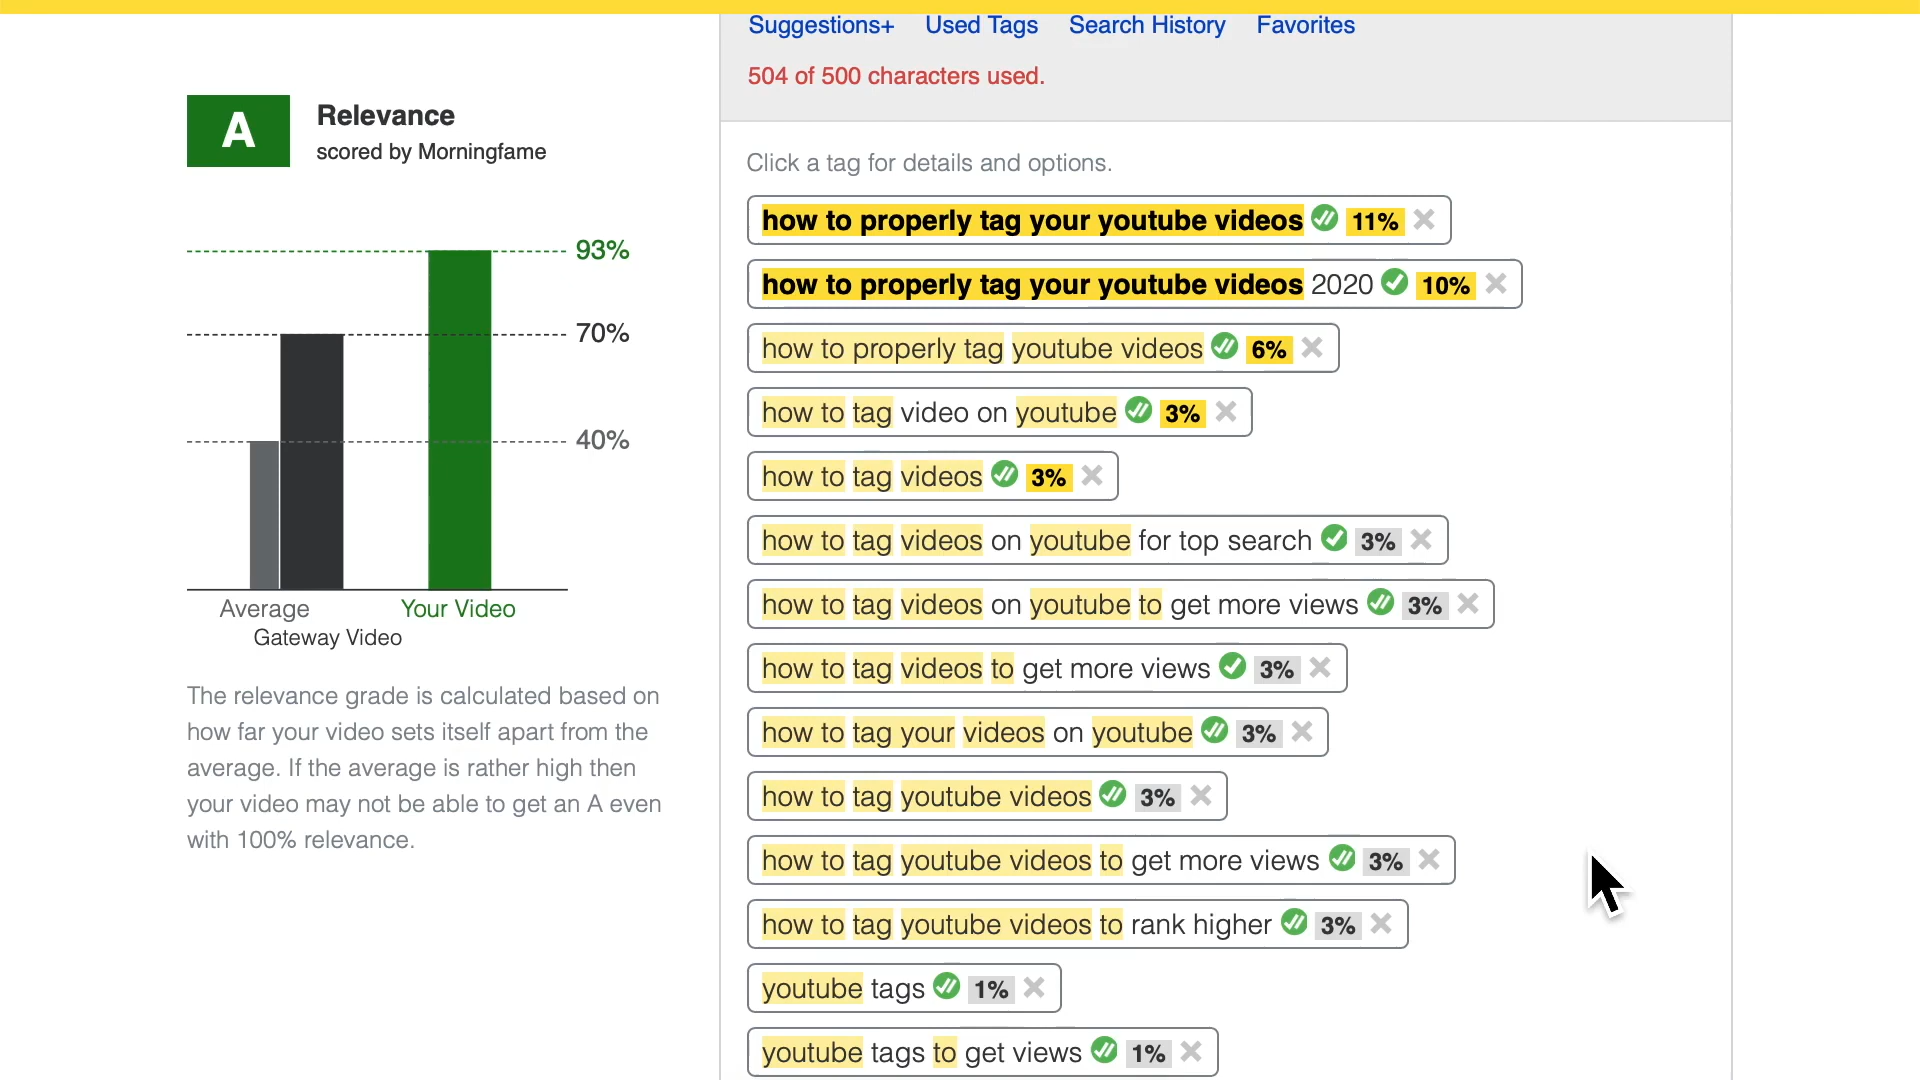 Suggestions+ Used Tags Search History Favorites
504 of 500 characters used.
A
Relevance
scored by Morningfame
93%
70%
40%
Average
Your Video
Gateway Video
The relevance grade is calculated based on
how far your video sets itself apart from the
average. If the average is rather high then
your video may not be able to get an A even
with 100% relevance.
Click a tag for details and options.
how to properly tag your youtube videos 11%
how to properly tag your youtube videos 2020 10%
how to properly tag youtube videos 6%
how to tag video on youtube 3%
how to tag videos 3%
how to tag videos on youtube for top search 3%
how to tag videos on youtube to get more views 3%
how to tag videos to get more views 3%
how to tag your videos on youtube 3%
how to tag youtube videos 3%
how to tag youtube videos to get more views 3%
how to tag youtube videos to rank higher 3%
youtube tags 1%
youtube tags to get views 1%